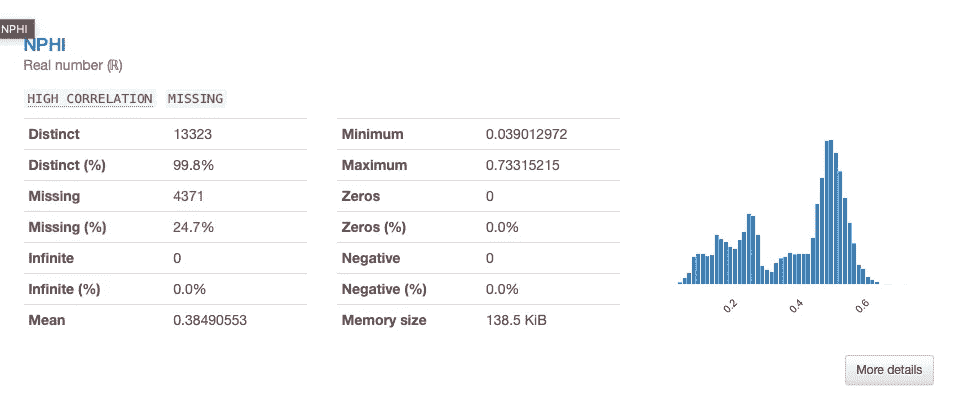 NPHI
NPHI
Real number (ℝ)
HIGH CORRELATION MISSING
Distinct 13323
Distinct (%) 99.8%
Missing 4371
Missing (%) 24.7%
Infinite 0
Infinite (%) 0.0%
Mean 0.38490553
Minimum 0.039012972
Maximum 0.73315215
Zeros 0
Zeros (%) 0.0%
Negative 0
Negative (%) 0.0%
Memory size 138.5 KiB
0.2 0.4 0.6
More details